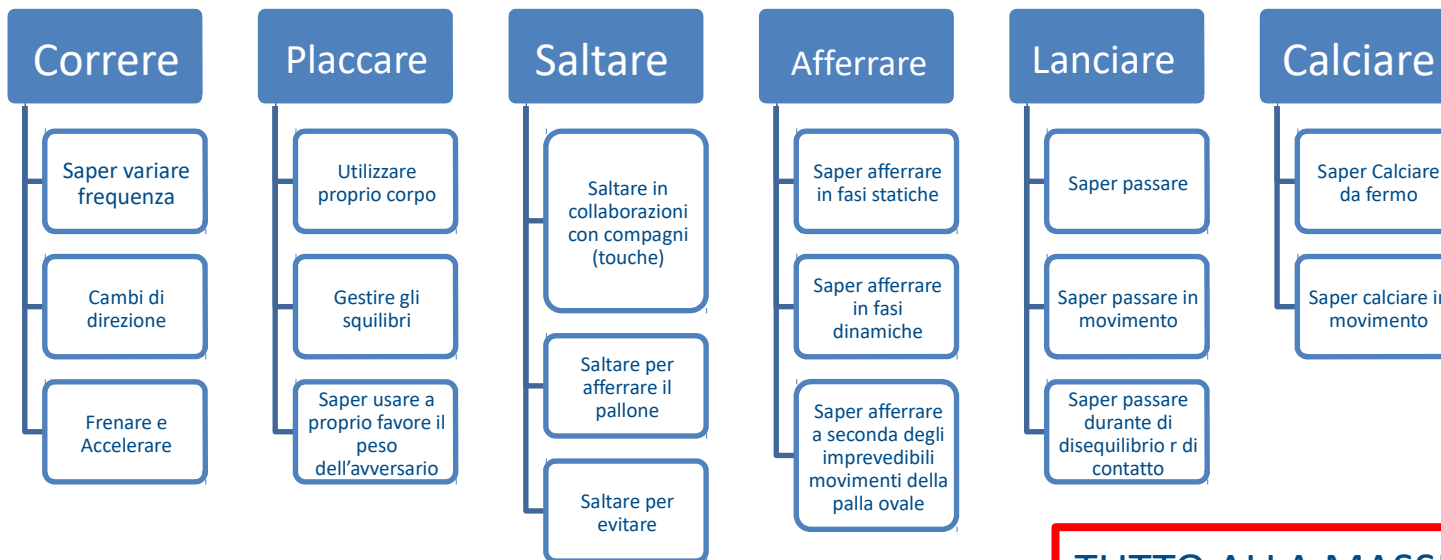 Correre
Saper variare
frequenza
Cambi di
direzione
Frenare e
Accelerare
Placcare
Utilizzare
proprio corpo
Gestire gli
squilibri
Saper usare a
proprio favore il
peso
dell’avversario
Saltare
Saltare in
collaborazioni
con compagni
(touche)
Saltare per
afferrare il
pallone
Saltare per
evitare
Afferrare
Saper afferrare
in fasi statiche
Saper afferrare
in fasi
dinamiche
Saper afferrare
a seconda degli
imprevedibili
movimenti della
palla ovale
Lanciare
Saper passare
Saper passare in
movimento
Saper passare
durante di
disequilibrio r di
contatto
Calciare
Saper Calciare
da fermo
Saper calciare
movimento
TUTTO ALLA